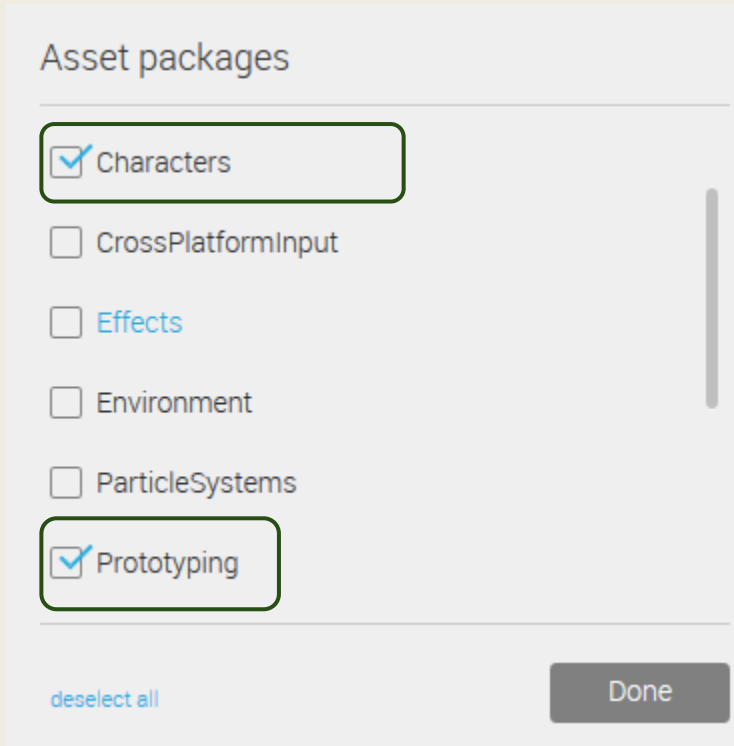 Asset packages
Characters
CrossPlatformInput
Effects
Environment
ParticleSystems
Prototyping
deselect all
Done